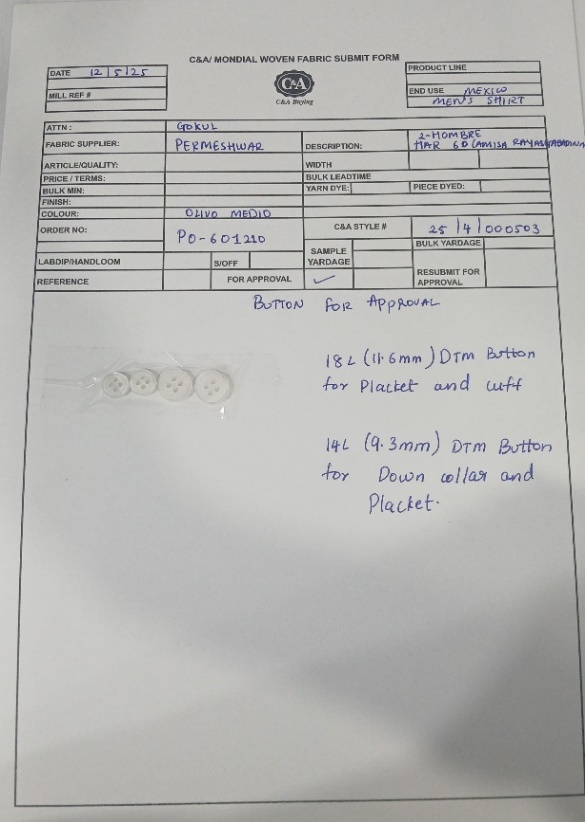 C&A/ MONDIAL WOVEN FABRIC SUBMIT FORM
DATE 12/5/25
MILL REF #
C&A
C&A Buying
PRODUCT LINE
END USE MEXICO
MEN'S SHIRT
ATTN : GOKUL
FABRIC SUPPLIER: PERMESHWAR
DESCRIPTION: 2-HOMBRE
MAR 6D CAMISA
ARTICLE/QUALITY:
WIDTH
PRICE / TERMS:
BULK LEADTIME
BULK MIN:
YARN DYE:
PIECE DYED:
FINISH:
COLOUR: OLIVO MEDIO
ORDER NO: PO-601210
C&A STYLE # 25/4/000503
SAMPLE YARDAGE
BULK YARDAGE
LABDIP/HANDLOOM
S/OFF
REFERENCE
FOR APPROVAL ✓
RESUBMIT FOR APPROVAL
BUTTON FOR APPROVAL
18L (11.6mm) DTM Button
for Placket and cuff
14L (9.3mm) DTM Button
for Down collar and
Placket.